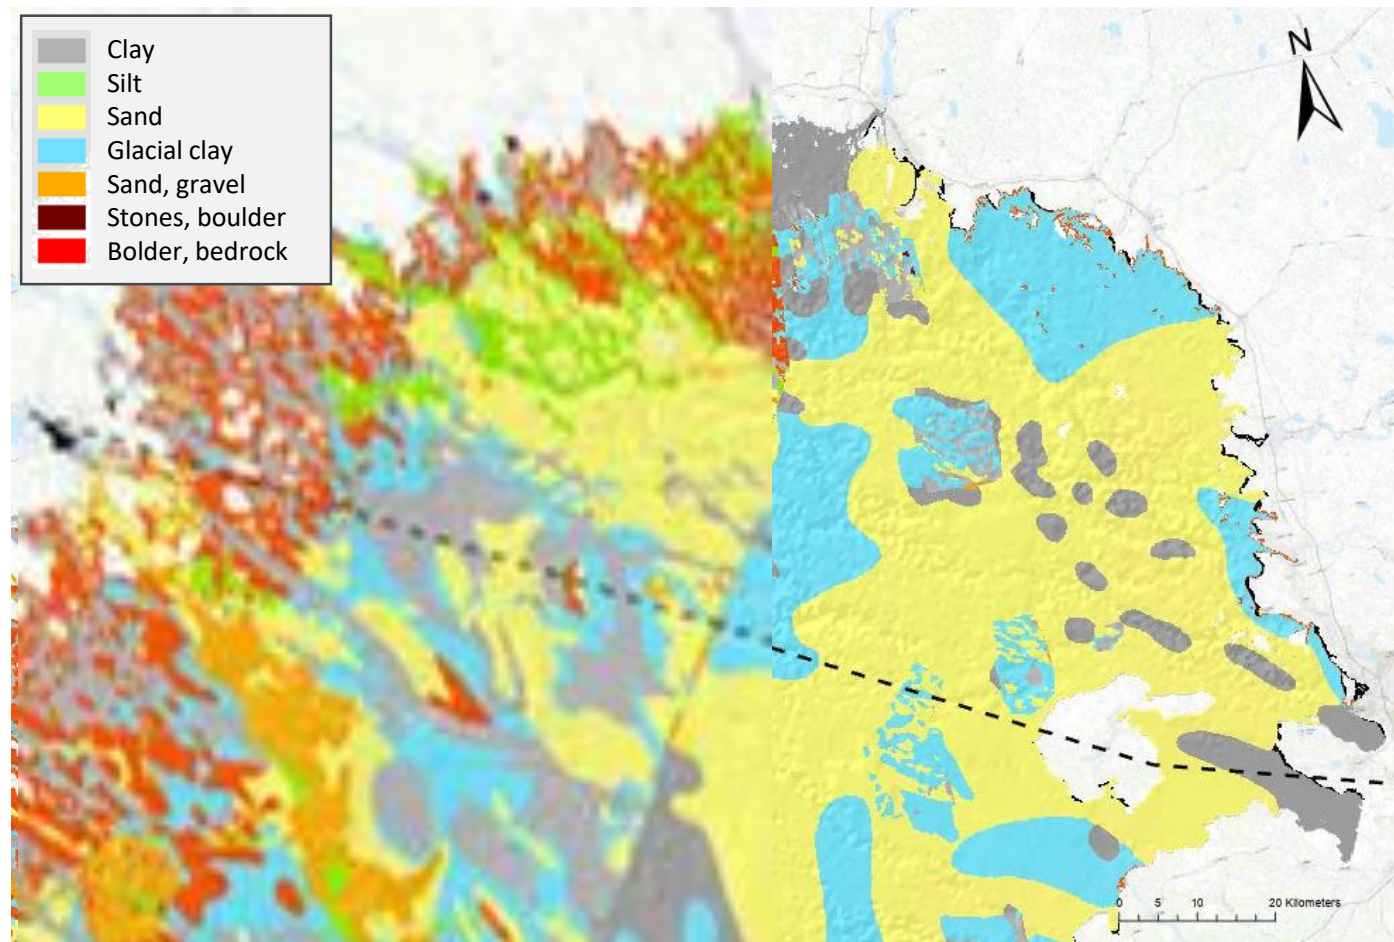 Clay
Silt
Sand
Glacial clay
Sand, gravel
Stones, boulder
Bolder, bedrock
N
0 5 10 20 Kilometers